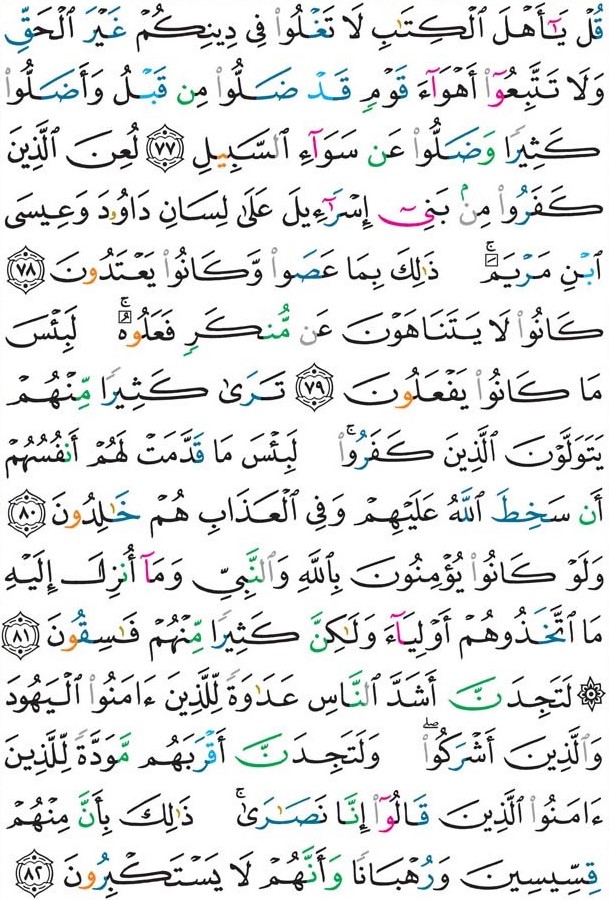 قُلْ يَٰٓأَهْلَ ٱلْكِتَٰبِ لَا تَغْلُوا۟ فِى دِينِكُمْ غَيْرَ ٱلْحَقِّ
وَلَا تَتَّبِعُوٓا۟ أَهْوَآءَ قَوْمٍ قَدْ ضَلُّوا۟ مِن قَبْلُ وَأَضَلُّوا۟
كَثِيرًا وَضَلُّوا۟ عَن سَوَآءِ ٱلسَّبِيلِ ٧٧ لُعِنَ ٱلَّذِينَ
كَفَرُوا۟ مِنۢ بَنِىٓ إِسْرَٰٓءِيلَ عَلَىٰ لِسَانِ دَاوُۥدَ وَعِيسَى
ٱبْنِ مَرْيَمَ ۚ ذَٰلِكَ بِمَا عَصَوا۟ وَّكَانُوا۟ يَعْتَدُونَ ٧٨
كَانُوا۟ لَا يَتَنَاهَوْنَ عَن مُّنكَرٍ فَعَلُوهُ ۚ لَبِئْسَ
مَا كَانُوا۟ يَفْعَلُونَ ٧٩ تَرَىٰ كَثِيرًا مِّنْهُمْ
يَتَوَلَّوْنَ ٱلَّذِينَ كَفَرُوا۟ ۚ لَبِئْسَ مَا قَدَّمَتْ لَهُمْ أَنفُسُهُمْ
أَن سَخِطَ ٱللَّهُ عَلَيْهِمْ وَفِى ٱلْعَذَابِ هُمْ خَٰلِدُونَ ٨٠
وَلَوْ كَانُوا۟ يُؤْمِنُونَ بِٱللَّهِ وَٱلنَّبِىِّ وَمَآ أُنزِلَ إِلَيْهِ
مَا ٱتَّخَذُوهُمْ أَوْلِيَآءَ وَلَٰكِنَّ كَثِيرًا مِّنْهُمْ فَٰسِقُونَ ٨١
۞ لَتَجِدَنَّ أَشَدَّ ٱلنَّاسِ عَدَٰوَةً لِّلَّذِينَ ءَامَنُوا۟ ٱلْيَهُودَ
وَٱلَّذِينَ أَشْرَكُوا۟ ۖ وَلَتَجِدَنَّ أَقْرَبَهُم مَّوَدَّةً لِّلَّذِينَ
ءَامَنُوا۟ ٱلَّذِينَ قَالُوٓا۟ إِنَّا نَصَٰرَىٰ ۚ ذَٰلِكَ بِأَنَّ مِنْهُمْ
قِسِّيسِينَ وَرُهْبَانًا وَأَنَّهُمْ لَا يَسْتَكْبِرُونَ ٨٢